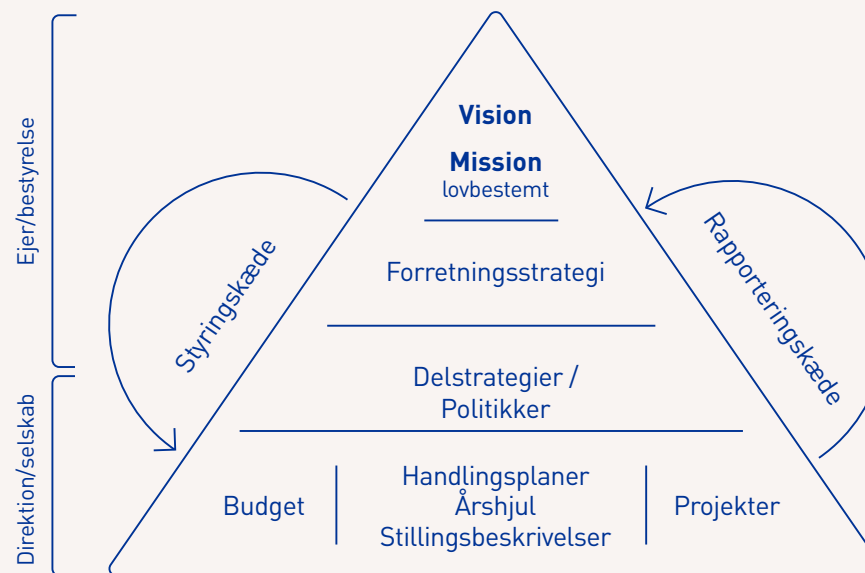 Ejer/bestyrelse
Direktion/selskab
Styringskæde
Rapporteringskæde
Vision
Mission
lovbestemt
Forretningsstrategi
Delstrategier /
Politikker
Budget
Handlingsplaner
Årshjul
Stillingsbeskrivelser
Projekter